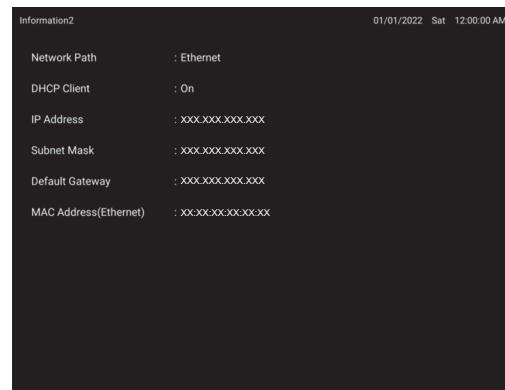 Information2 01/01/2022 Sat 12:00:00 AM
Network Path : Ethernet
DHCP Client : On
IP Address : XXX.XXX.XXX.XXX
Subnet Mask : XXX.XXX.XXX.XXX
Default Gateway : XXX.XXX.XXX.XXX
MAC Address(Ethernet) : XX:XX:XX:XX:XX:XX